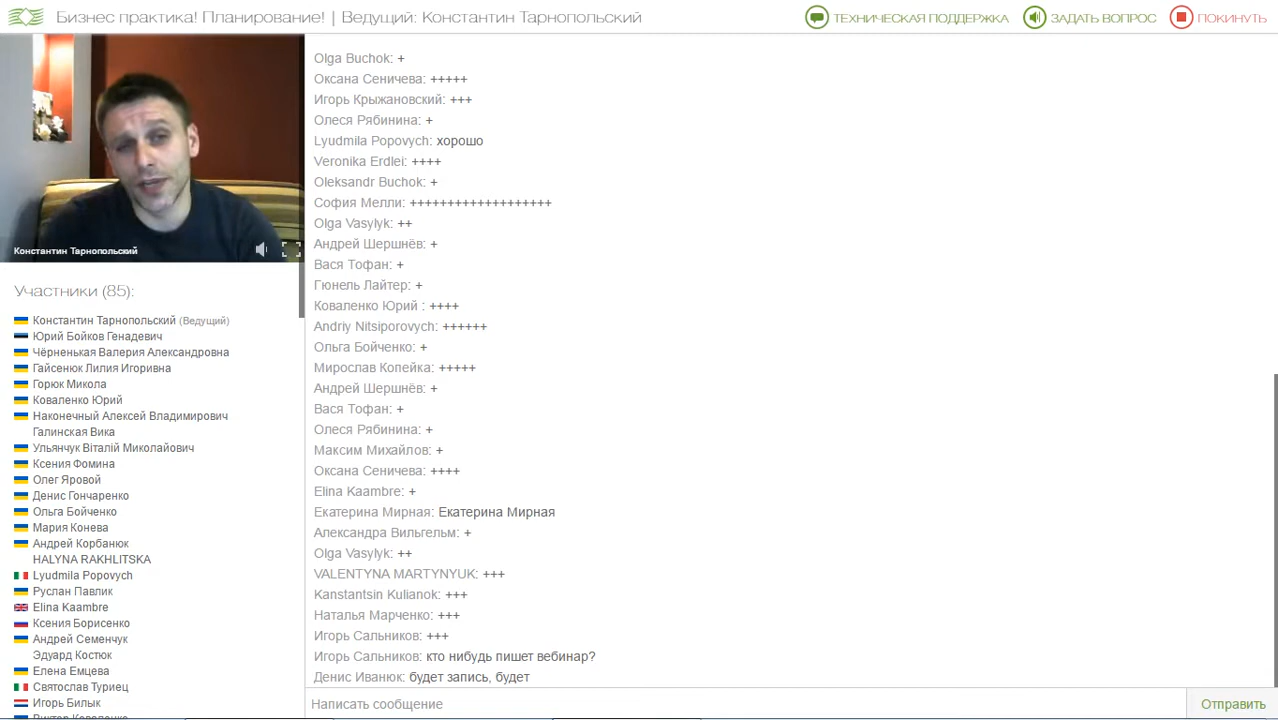 Бизнес практика! Планирование! | Ведущий: Константин Тарнопольский
ТЕХНИЧЕСКАЯ ПОДДЕРЖКА
ЗАДАТЬ ВОПРОС
ПОКИНУТЬ
Константин Тарнопольский
Участники (85):
Константин Тарнопольский (Ведущий)
Юрий Бойков Генадевич
Чёрненькая Валерия Александровна
Гайсенюк Лилия Игоривна
Горюк Микола
Коваленко Юрий
Наконечный Алексей Владимирович
Галинская Вика
Ульянчук Віталій Миколайович
Ксения Фомина
Олег Яровой
Денис Гончаренко
Ольга Бойченко
Мария Конева
Андрей Корбанюк
HALYNA RAKHLITSKA
Lyudmila Popovych
Руслан Павлик
Elina Kaambre
Ксения Борисенко
Андрей Семенчук
Эдуард Костюк
Елена Емцева
Святослав Туриец
Игорь Билык
Виктор Коваленко
Olga Buchok: +
Оксана Сеничева: +++++
Игорь Крыжановский: +++
Олеся Рябинина: +
Lyudmila Popovych: хорошо
Veronika Erdlei: ++++
Oleksandr Buchok: +
София Мелли: +++++++++++++++++++
Olga Vasylyk: ++
Андрей Шершнёв: +
Вася Тофан: +
Гюнель Лайтер: +
Коваленко Юрий : ++++
Andriy Nitsiporovych: ++++++
Ольга Бойченко: +
Мирослав Копейка: +++++
Андрей Шершнёв: +
Вася Тофан: +
Олеся Рябинина: +
Максим Михайлов: +
Оксана Сеничева: ++++
Elina Kaambre: +
Екатерина Мирная: Екатерина Мирная
Александра Вильгельм: +
Olga Vasylyk: ++
VALENTYNA MARTYNYUK: +++
Kanstantsin Kulianok: +++
Наталья Марченко: +++
Игорь Сальников: +++
Игорь Сальников: кто нибудь пишет вебинар?
Денис Иванюк: будет запись, будет
Написать сообщение
Отправить